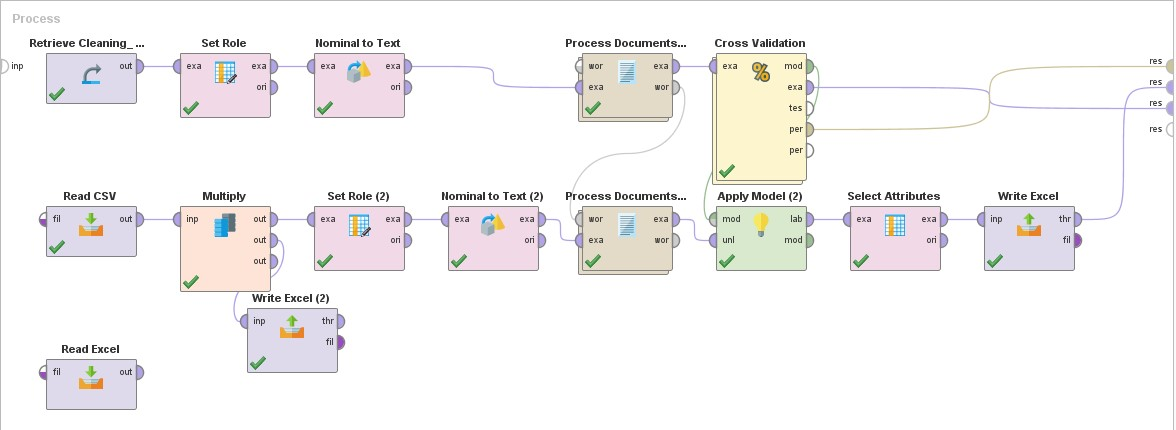 Process
Retrieve Cleaning_ ...
Set Role
Nominal to Text
Process Documents...
Cross Validation
inp
out
exa
exa
ori
exa
exa
ori
wor
exa
exa
wor
exa
mod
exa
tes
per
per
res
res
res
res
Read CSV
Multiply
Set Role (2)
Nominal to Text (2)
Process Documents...
Apply Model (2)
Select Attributes
Write Excel
fil
out
inp
out
out
out
exa
exa
ori
exa
exa
ori
wor
exa
exa
wor
mod
unl
lab
mod
exa
exa
ori
inp
thr
fil
Write Excel (2)
inp
thr
fil
Read Excel
fil
out